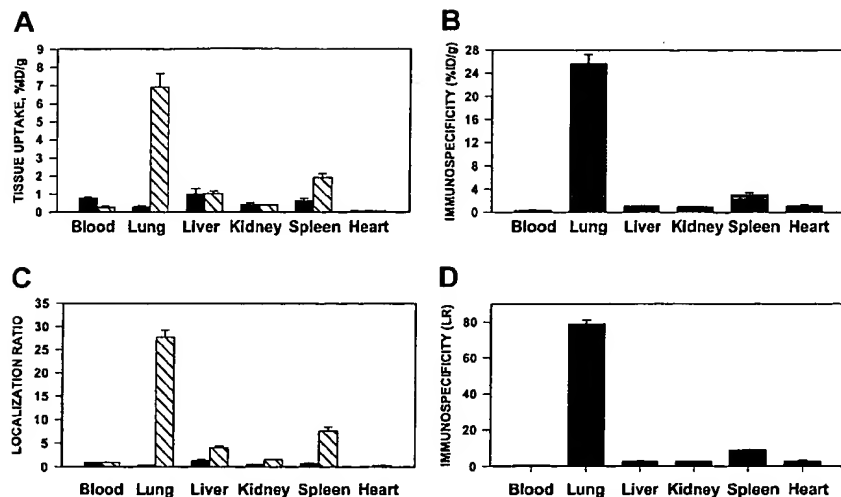 A
TISSUE UPTAKE, %ID/g
9
8
7
6
5
4
3
2
1
0
Blood Lung Liver Kidney Spleen Heart
B
IMMUNOSPECIFICITY (%ID/g)
28
24
20
16
12
8
4
0
Blood Lung Liver Kidney Spleen Heart
C
LOCALIZATION RATIO
35
30
25
20
15
10
5
0
Blood Lung Liver Kidney Spleen Heart
D
IMMUNOSPECIFICITY (LR)
80
60
40
20
0
Blood Lung Liver Kidney Spleen Heart